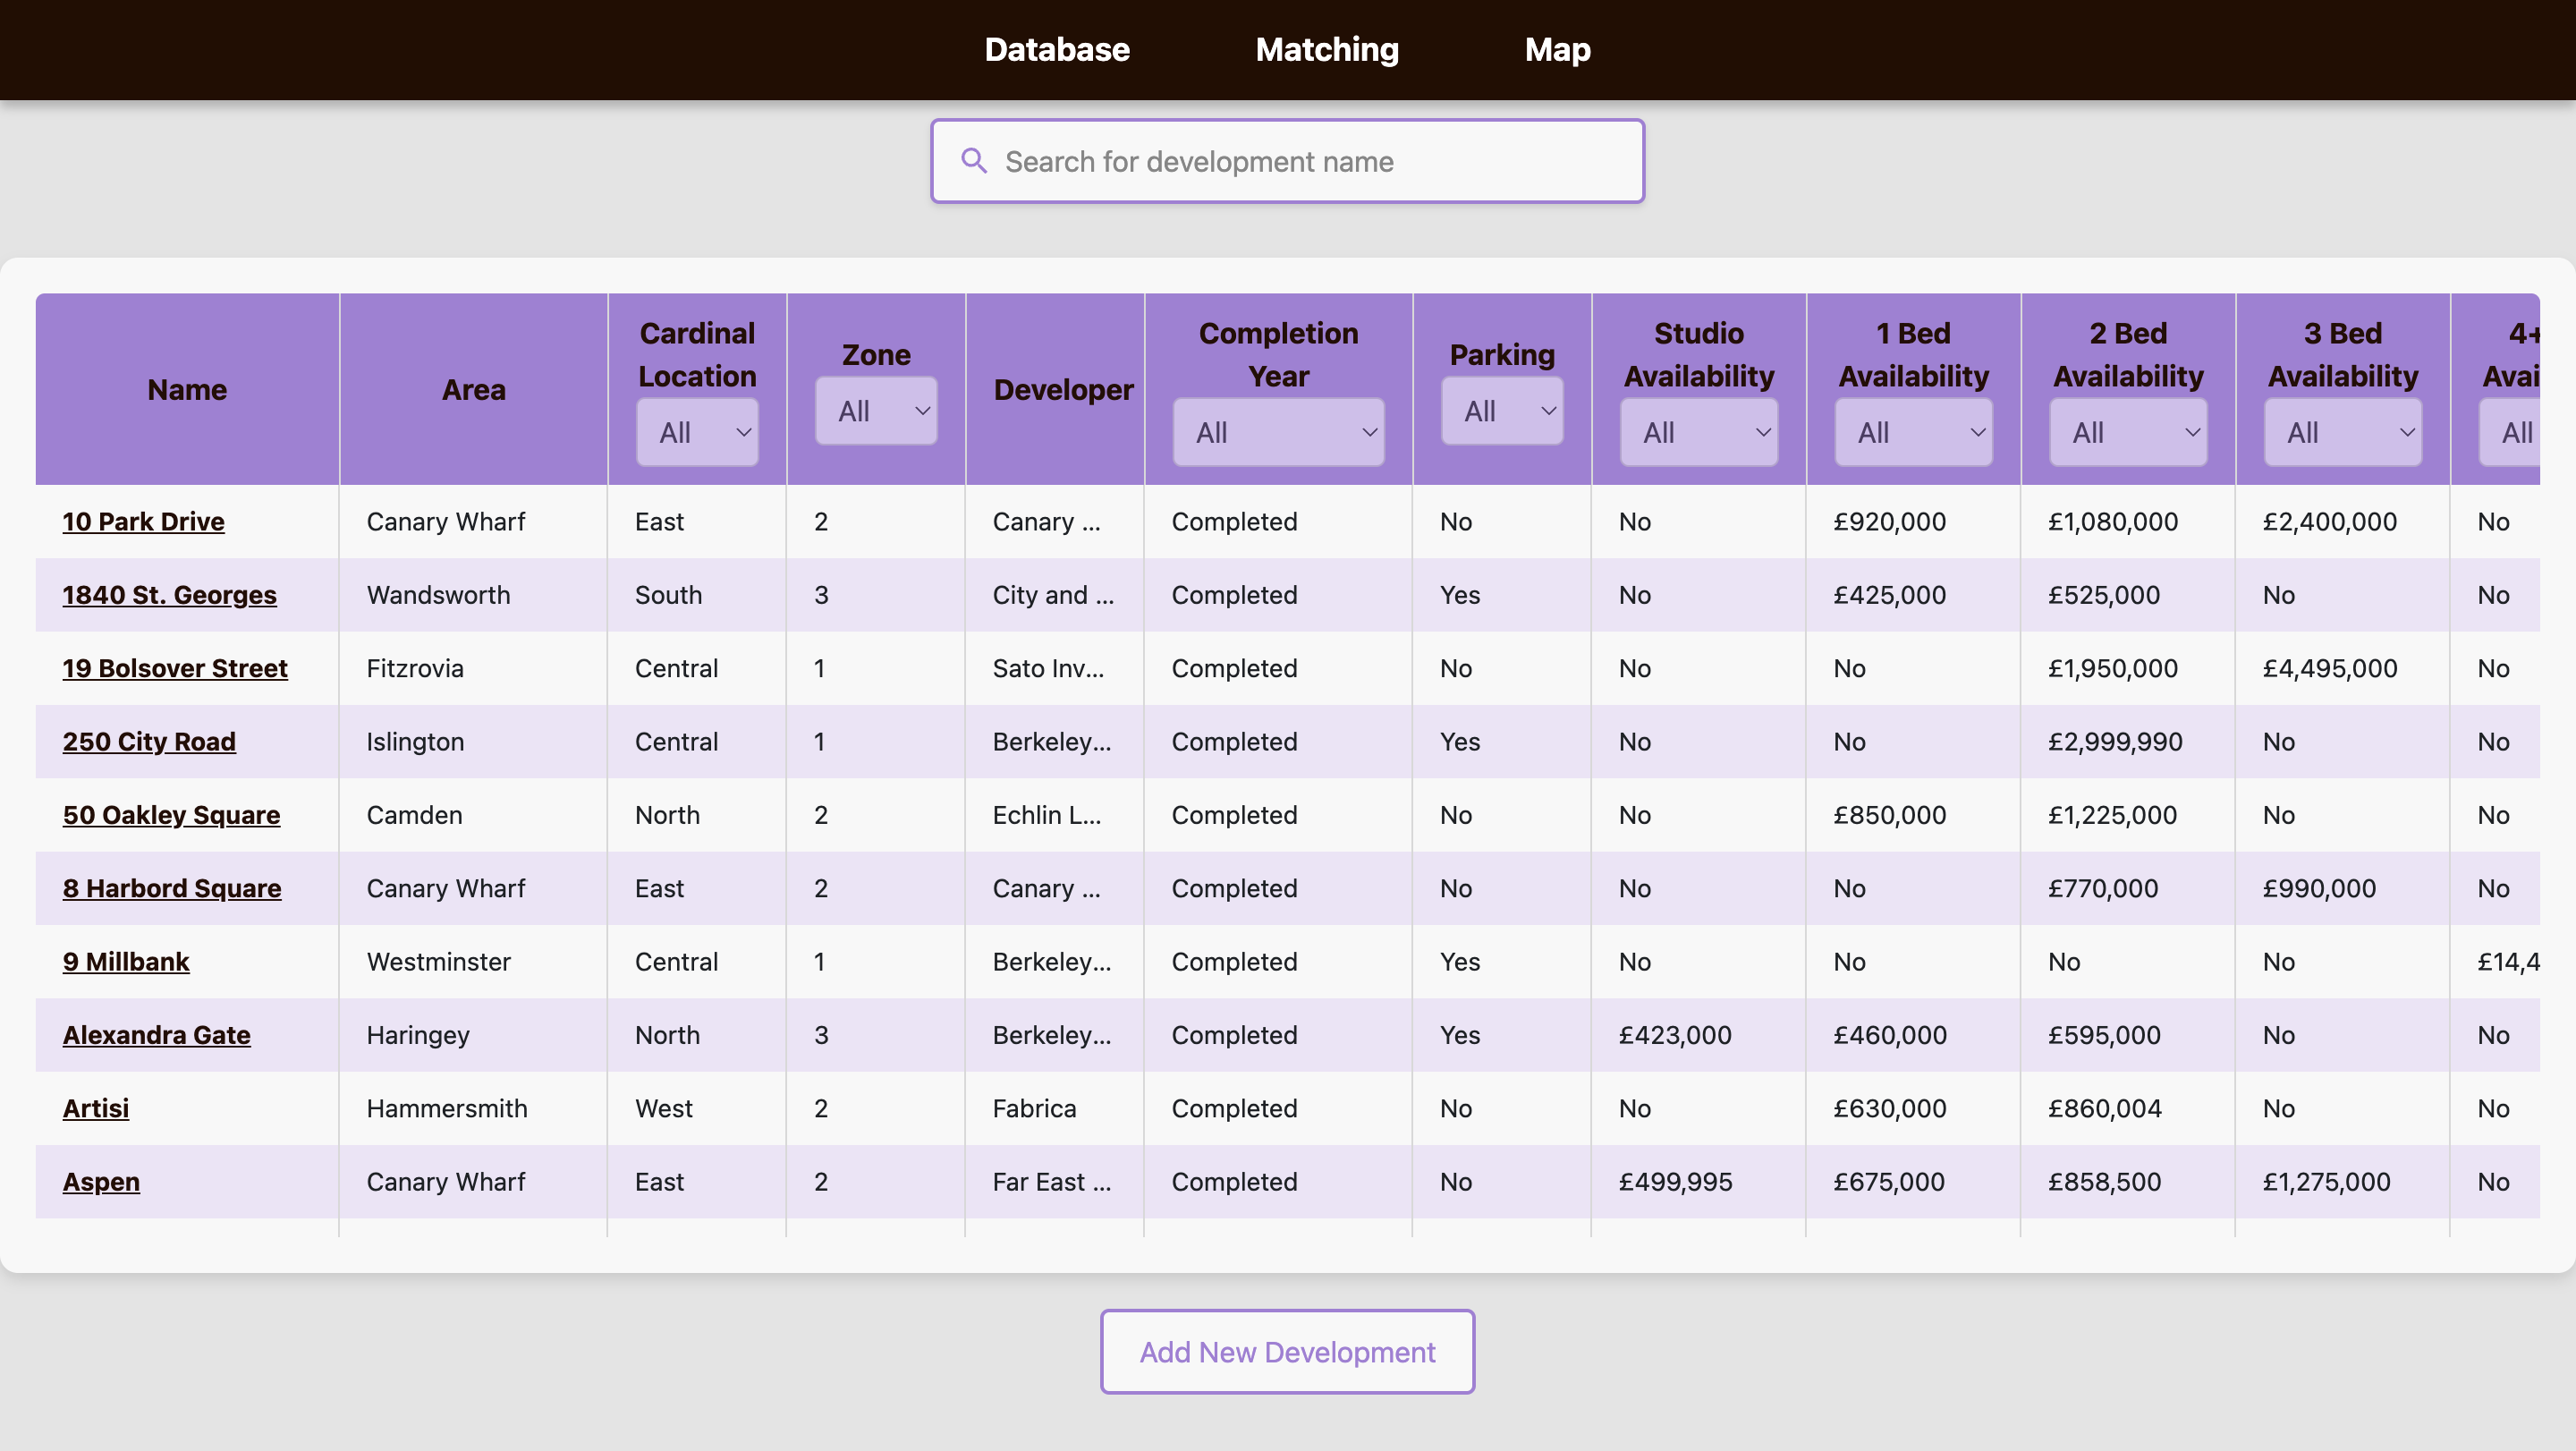 Database Matching Map
Search for development name
Name Area Cardinal Location All Zone All Developer Completion Year All Parking All Studio Availability All 1 Bed Availability All 2 Bed Availability All 3 Bed Availability All 4+ Avai All
10 Park Drive Canary Wharf East 2 Canary ... Completed No No £920,000 £1,080,000 £2,400,000 No
1840 St. Georges Wandsworth South 3 City and ... Completed Yes No £425,000 £525,000 No No
19 Bolsover Street Fitzrovia Central 1 Sato Inv... Completed No No No £1,950,000 £4,495,000 No
250 City Road Islington Central 1 Berkeley... Completed Yes No No £2,999,990 No No
50 Oakley Square Camden North 2 Echlin L... Completed No No £850,000 £1,225,000 No No
8 Harbord Square Canary Wharf East 2 Canary ... Completed No No No £770,000 £990,000 No
9 Millbank Westminster Central 1 Berkeley... Completed Yes No No No No £14,4
Alexandra Gate Haringey North 3 Berkeley... Completed Yes £423,000 £460,000 £595,000 No No
Artisi Hammersmith West 2 Fabrica Completed No No £630,000 £860,004 No No
Aspen Canary Wharf East 2 Far East ... Completed No £499,995 £675,000 £858,500 £1,275,000 No
Add New Development